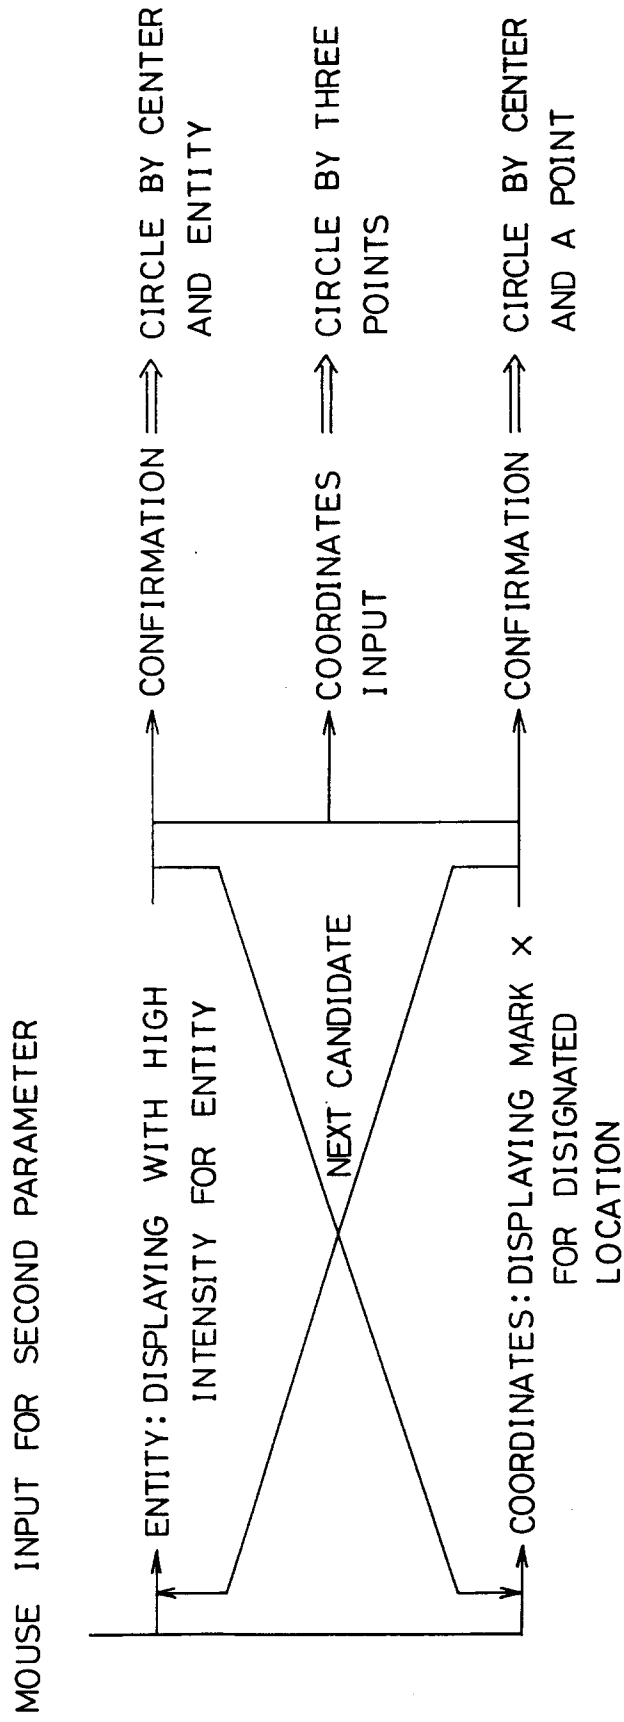 MOUSE INPUT FOR SECOND PARAMETER
ENTITY: DISPLAYING WITH HIGH
INTENSITY FOR ENTITY
CONFIRMATION ⇒ CIRCLE BY CENTER
AND ENTITY
NEXT CANDIDATE
COORDINATES
INPUT
⇒ CIRCLE BY THREE
POINTS
COORDINATES: DISPLAYING MARK ×
FOR DISIGNATED
LOCATION
CONFIRMATION ⇒ CIRCLE BY CENTER
AND A POINT